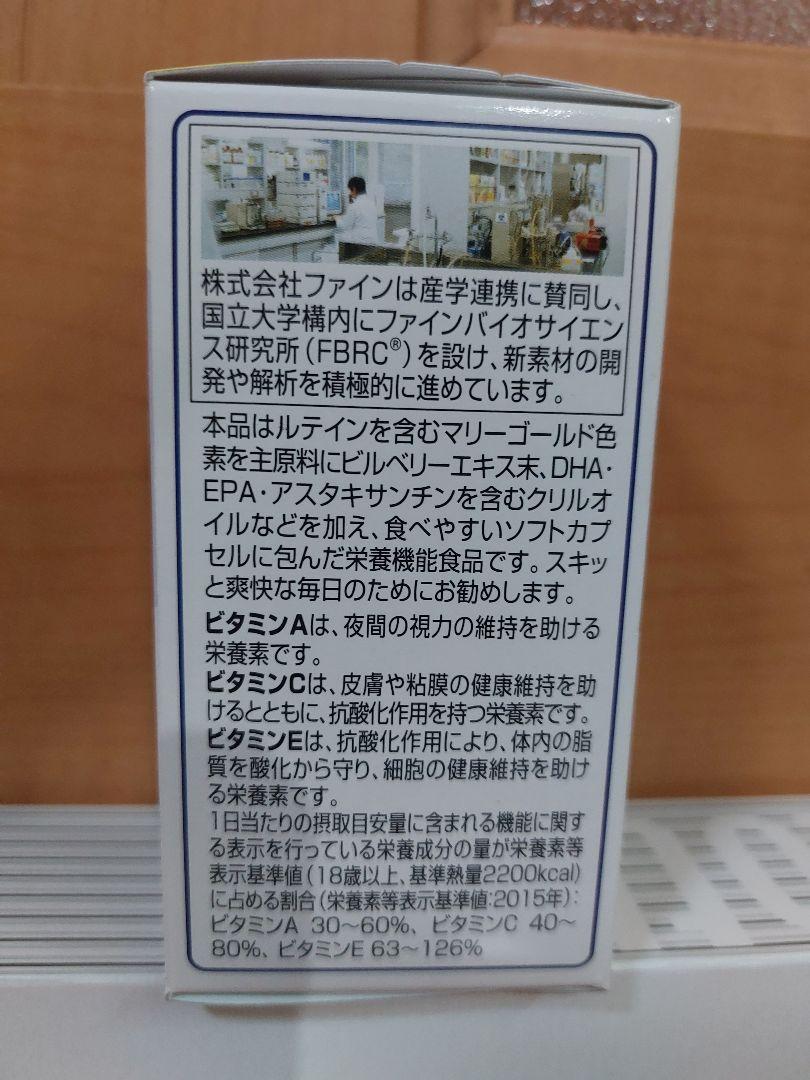 株式会社ファインは産学連携に賛同し、
国立大学構内にファインバイオサイエン
ス研究所(FBRC®)を設け、新素材の開
発や解析を積極的に進めています。
本品はルテインを含むマリーゴールド色
素を主原料にビルベリーエキス末、DHA・
EPA・アスタキサンチンを含むクリルオ
イルなどを加え、食べやすいソフトカプ
セルに包んだ栄養機能食品です。スキッ
と爽快な毎日のためにお勧めします。
ビタミンAは、夜間の視力の維持を助ける
栄養素です。
ビタミンCは、皮膚や粘膜の健康維持を助
けるとともに、抗酸化作用を持つ栄養素です。
ビタミンEは、抗酸化作用により、体内の脂
質を酸化から守り、細胞の健康維持を助け
る栄養素です。
1日当たりの摂取目安量に含まれる機能に関す
る表示を行っている栄養成分の量が栄養素等
表示基準値(18歳以上、基準熱量2200kcal)
に占める割合(栄養素等表示基準値:2015年):
ビタミンA 30〜60%、ビタミンC 40〜
80%、ビタミンE 63〜126%